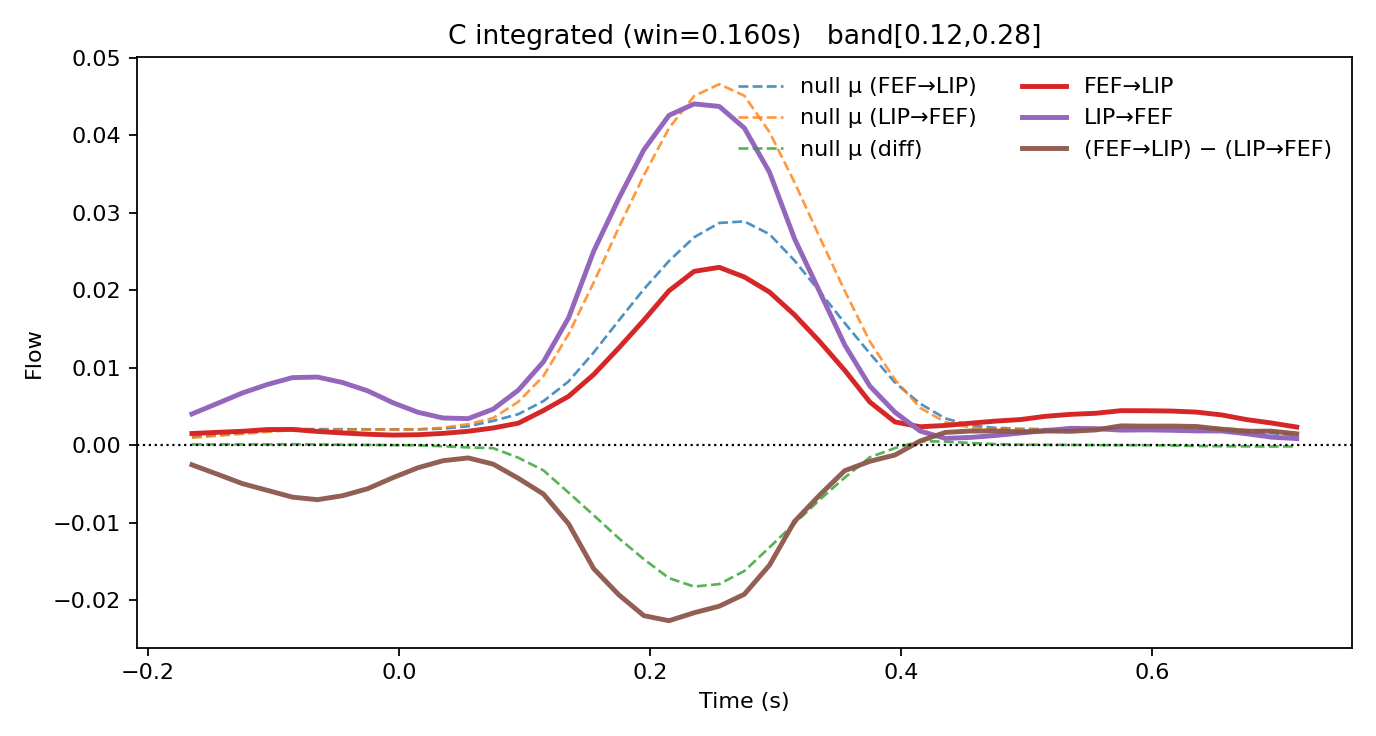 C integrated (win=0.160s)   band[0.12,0.28]
null μ (FEF→LIP)
null μ (LIP→FEF)
null μ (diff)
FEF→LIP
LIP→FEF
(FEF→LIP) − (LIP→FEF)
Flow
0.05
0.04
0.03
0.02
0.01
0.00
−0.01
−0.02
−0.2
0.0
0.2
0.4
0.6
Time (s)